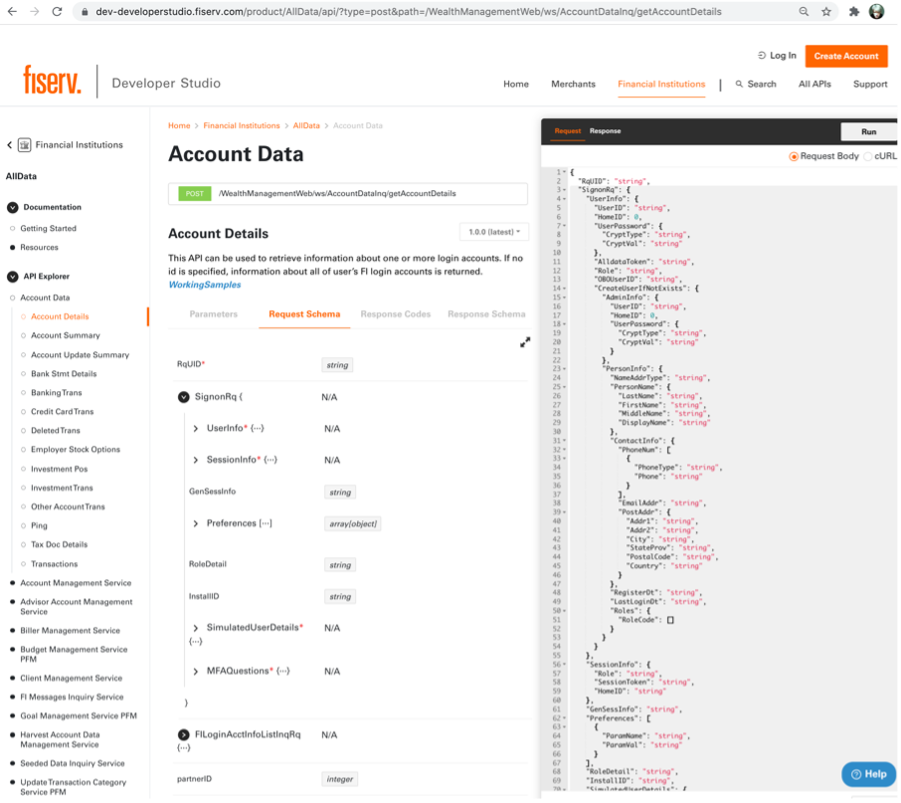 dev-developerstudio.fiserv.com/product/AllData/api/?type=post&path=/WealthManagementWeb/ws/AccountDataInq/getAccountDetails
Log In
Create Account
fiserv.
Developer Studio
Home
Merchants
Financial Institutions
Search
All APIs
Support
Financial Institutions
AllData
Documentation
Getting Started
Resources
API Explorer
Account Data
Account Details
Account Summary
Account Update Summary
Bank Stmt Details
BankingTrans
Credit CardTrans
DeletedTrans
Employer Stock Options
Investment Pos
InvestmentTrans
Other AccountTrans
Ping
Tax Doc Details
Transactions
Account Management Service
Advisor Account Management
Service
Biller Management Service
Budget Management Service
PFM
Client Management Service
FI Messages Inquiry Service
Goal Management Service PFM
Harvest Account Data
Management Service
Seeded Data Inquiry Service
UpdateTransaction Category
Service PFM
Home > Financial Institutions > AllData > Account Data
Account Data
POST /WealthManagementWeb/ws/AccountDataInq/getAccountDetails
Account Details
1.0.0 (latest)
This API can be used to retrieve information about one or more login accounts. If no
id is specified, information about all of user's FI login accounts is returned.
WorkingSamples
Parameters
Request Schema
Response Codes
Response Schema
RqUID* string
SignonRq { N/A
UserInfo* {···} N/A
SessionInfo* {···} N/A
GenSessInfo string
Preferences [···] array[object]
RoleDetail string
InstallID string
SimulatedUserDetails* N/A
{···}
MFAQuestions* {···} N/A
}
FILoginAcctInfoListInqRq N/A
{···}
partnerID integer
Request
Response
Run
Request Body
cURL
1 {
2 "RqUID": "string",
3 "SignonRq": {
4 "UserInfo": {
5 "UserID": "string",
6 "HomeID": 0,
7 "UserPassword": {
8 "CryptType": "string",
9 "CryptVal": "string"
10 },
11 "AlldataToken": "string",
12 "Role": "string",
13 "OBOUserID": "string",
14 "CreateUserIfNotExists": {
15 "AdminInfo": {
16 "UserID": "string",
17 "HomeID": 0,
18 "UserPassword": {
19 "CryptType": "string",
20 "CryptVal": "string"
21 }
22 },
23 "PersonInfo": {
24 "NameAddrType": "string",
25 "PersonName": {
26 "LastName": "string",
27 "FirstName": "string",
28 "MiddleName": "string",
29 "DisplayName": "string"
30 },
31 "ContactInfo": {
32 "PhoneNum": [
33 {
34 "PhoneType": "string",
35 "Phone": "string"
36 }
37 ],
38 "EmailAddr": "string",
39 "PostAddr": {
40 "Addr1": "string",
41 "Addr2": "string",
42 "City": "string",
43 "StateProv": "string",
44 "PostalCode": "string",
45 "Country": "string"
46 }
47 },
48 "RegisterDt": "string",
49 "LastLoginDt": "string",
50 "Roles": {
51 "RoleCode": []
52 }
53 }
54 }
55 },
56 "SessionInfo": {
57 "Role": "string",
58 "SessionToken": "string",
59 "HomeID": "string"
60 },
61 "GenSessInfo": "string",
62 "Preferences": [
63 {
64 "ParamName": "string",
65 "ParamVal": "string"
66 }
67 ],
68 "RoleDetail": "string",
69 "InstallID": "string",
70 "SimulatedUserDetails": {
Help